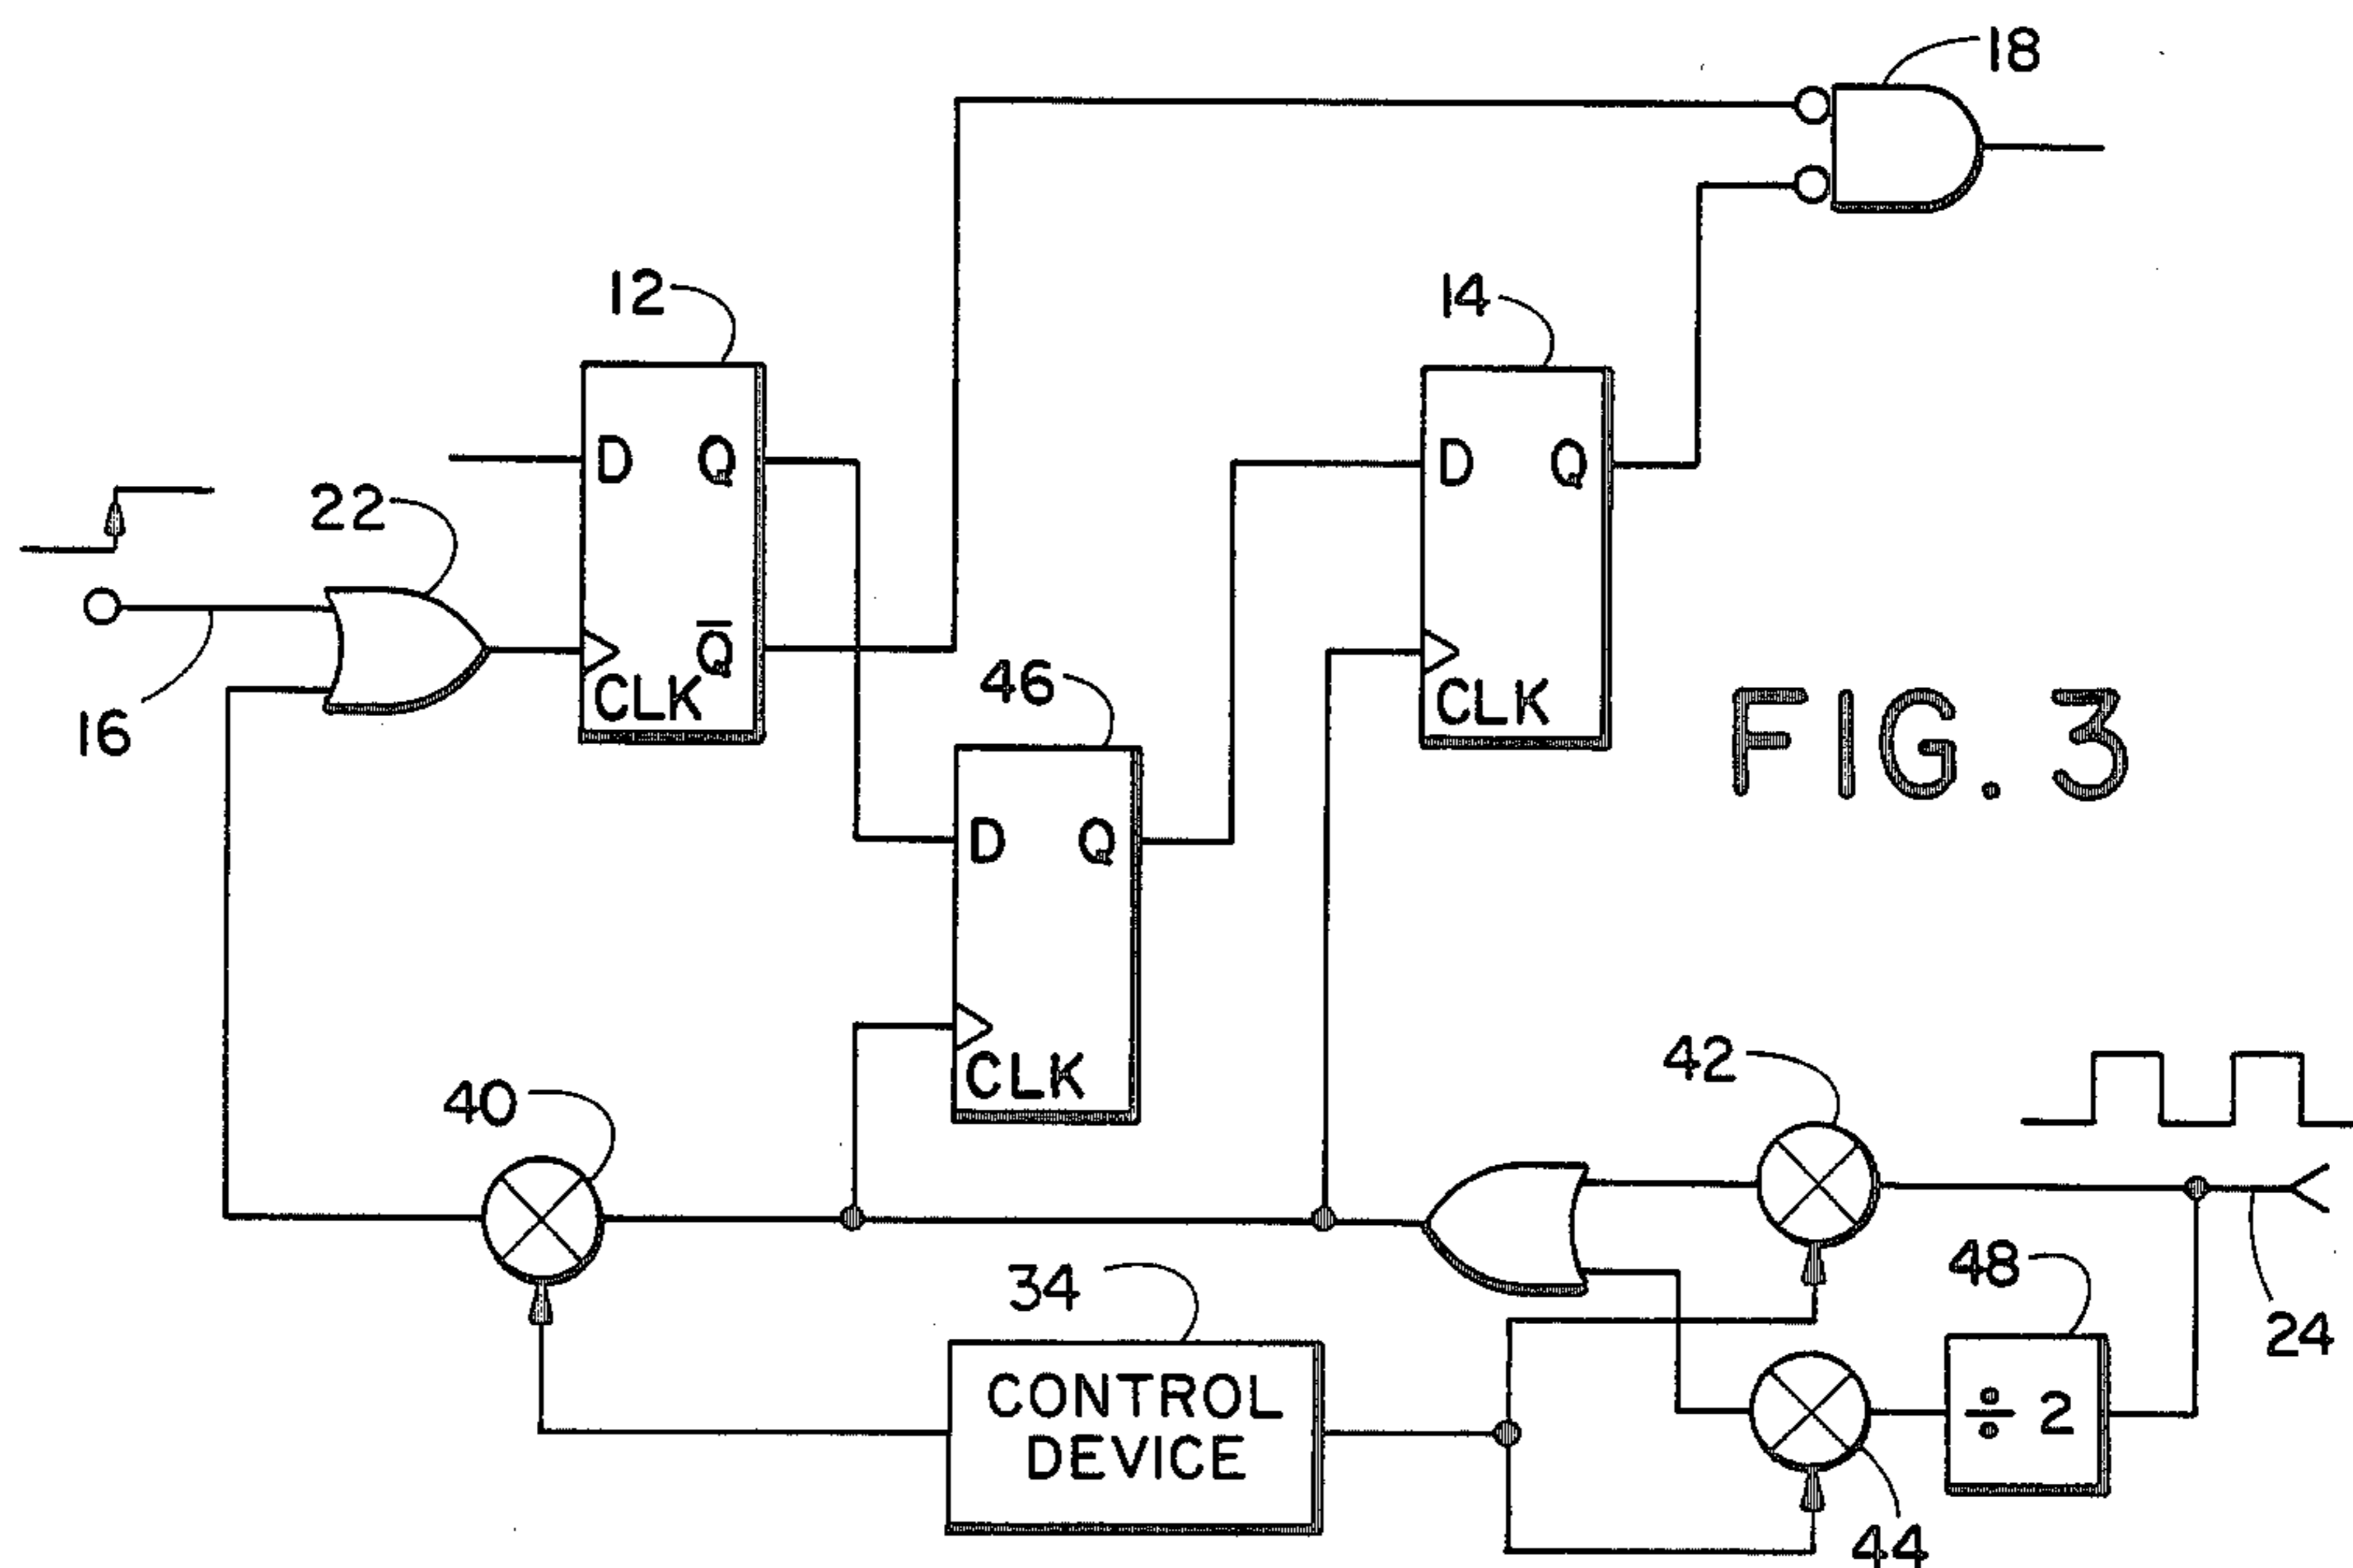 18
12
14
D Q
D Q
22
Q̅
CLK
46
CLK
16
FIG. 3
D Q
42
40
CLK
34
48
24
CONTROL
DEVICE
÷ 2
44